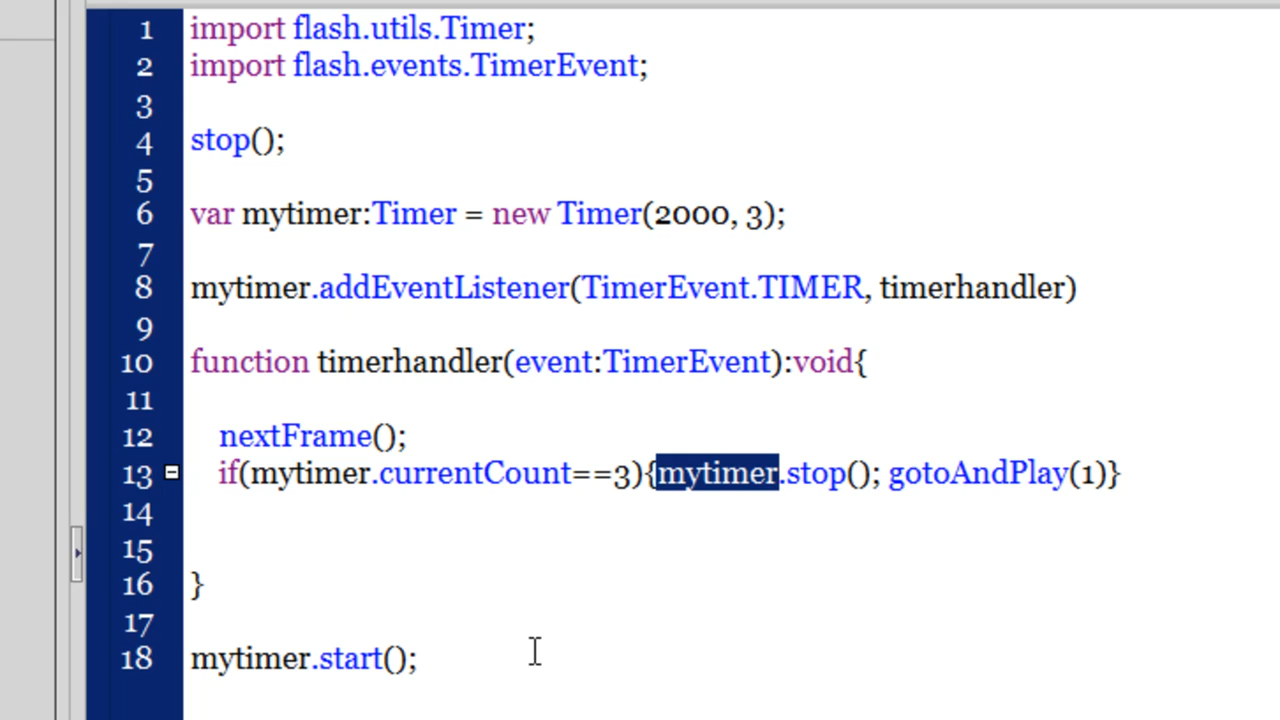 1 import flash.utils.Timer;
2 import flash.events.TimerEvent;
3
4 stop();
5
6 var mytimer:Timer = new Timer(2000, 3);
7
8 mytimer.addEventListener(TimerEvent.TIMER, timerhandler)
9
10 function timerhandler(event:TimerEvent):void{
11
12 nextFrame();
13 if(mytimer.currentCount==3){mytimer.stop(); gotoAndPlay(1)}
14
15
16 }
17
18 mytimer.start();